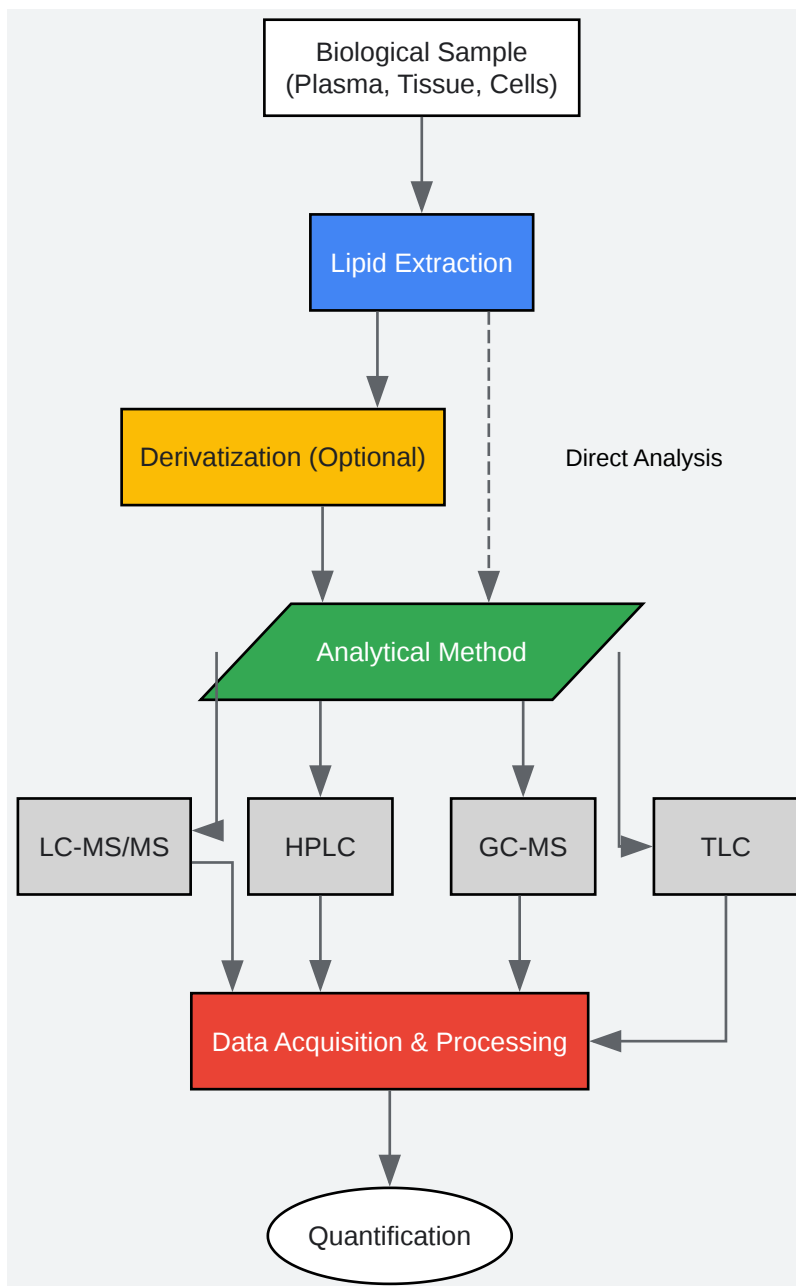 Biological Sample
(Plasma, Tissue, Cells)
Lipid Extraction
Derivatization (Optional)
Direct Analysis
Analytical Method
LC-MS/MS
HPLC
GC-MS
TLC
Data Acquisition & Processing
Quantification